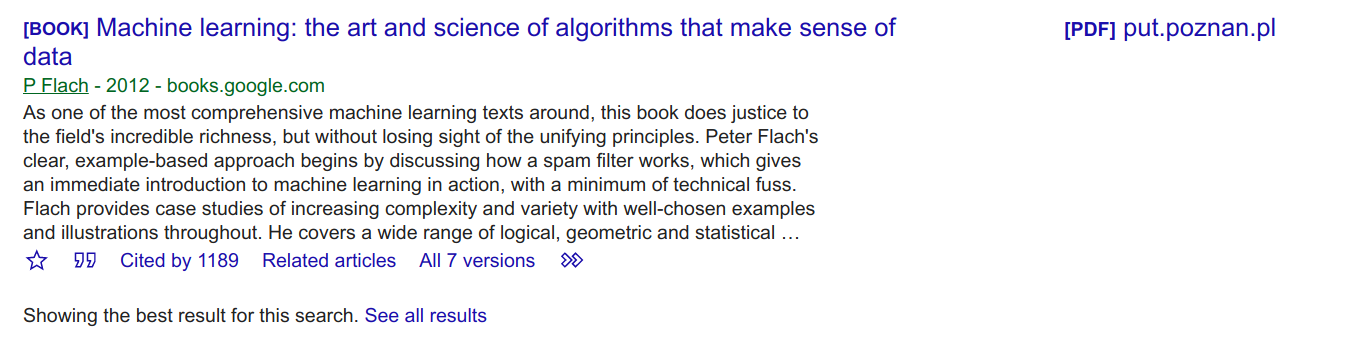 [BOOK] Machine learning: the art and science of algorithms that make sense of
data
[PDF] put.poznan.pl
P Flach - 2012 - books.google.com
As one of the most comprehensive machine learning texts around, this book does justice to
the field's incredible richness, but without losing sight of the unifying principles. Peter Flach's
clear, example-based approach begins by discussing how a spam filter works, which gives
an immediate introduction to machine learning in action, with a minimum of technical fuss.
Flach provides case studies of increasing complexity and variety with well-chosen examples
and illustrations throughout. He covers a wide range of logical, geometric and statistical …
Cited by 1189 Related articles All 7 versions
Showing the best result for this search. See all results